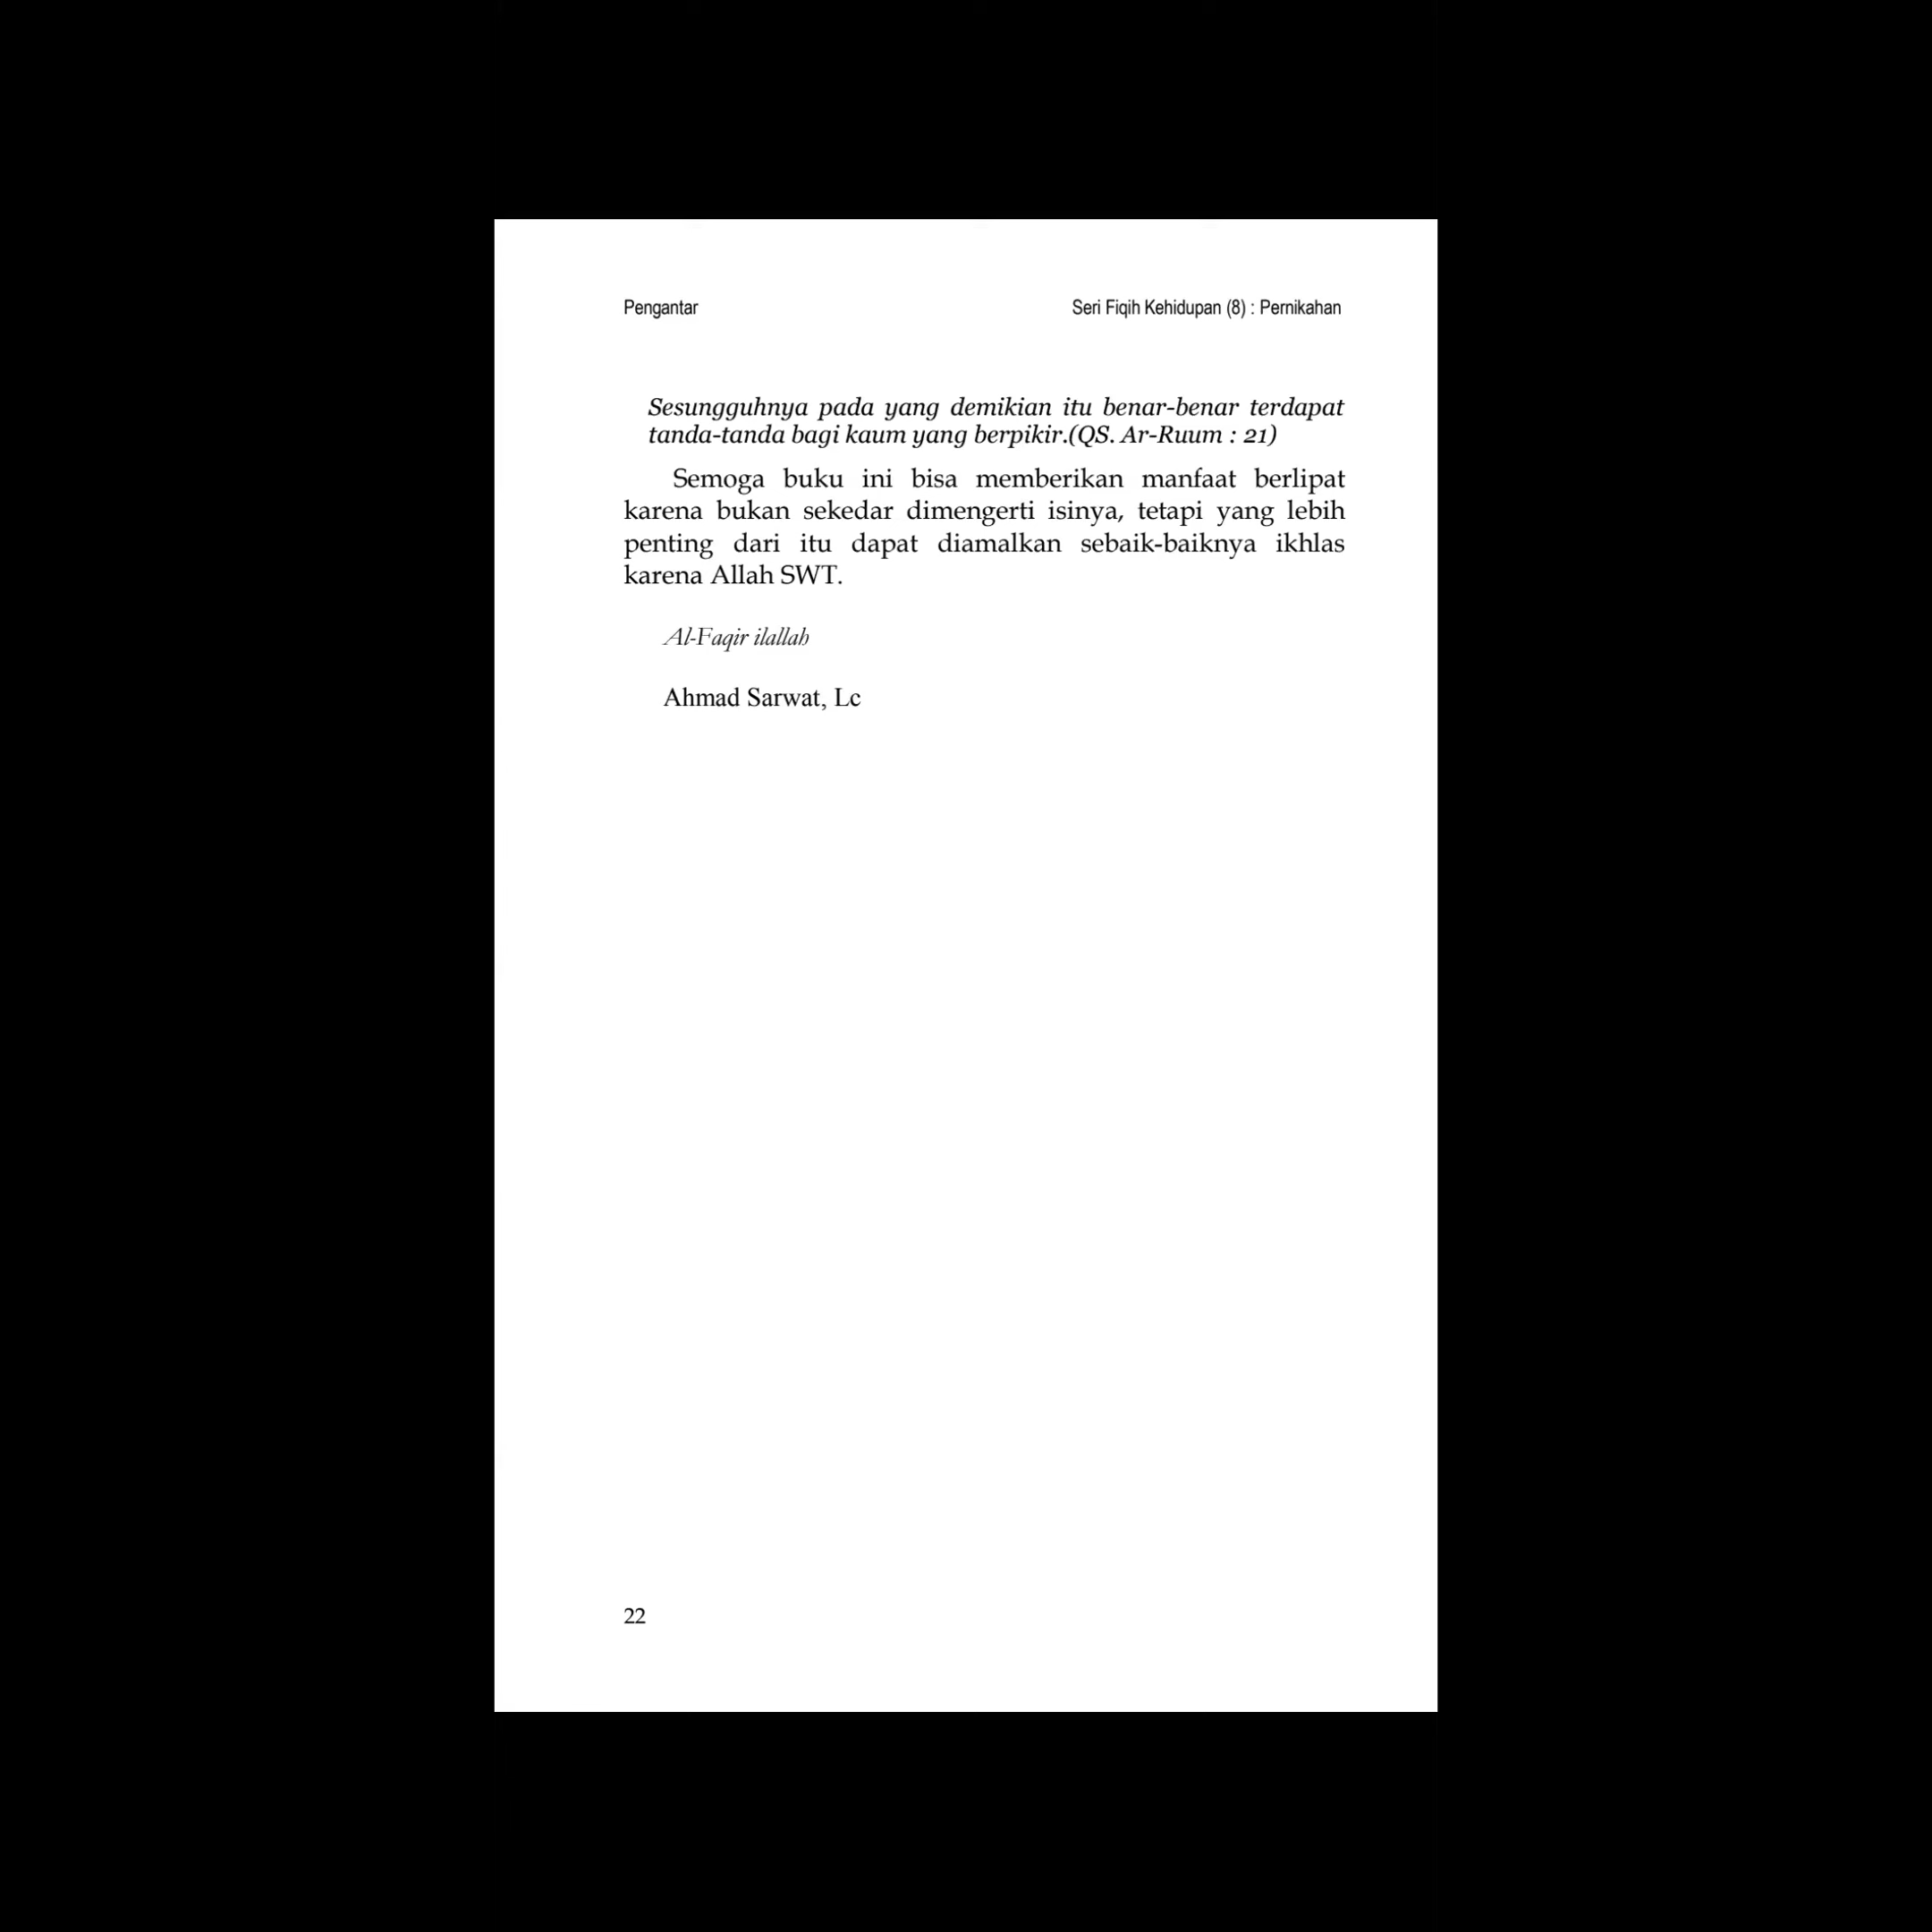 Pengantar Seri Fiqih Kehidupan (8) : Pernikahan
Sesungguhnya pada yang demikian itu benar-benar terdapat
tanda-tanda bagi kaum yang berpikir.(QS. Ar-Ruum : 21)
Semoga buku ini bisa memberikan manfaat berlipat
karena bukan sekedar dimengerti isinya, tetapi yang lebih
penting dari itu dapat diamalkan sebaik-baiknya ikhlas
karena Allah SWT.
Al-Faqir ilallah
Ahmad Sarwat, Lc
22